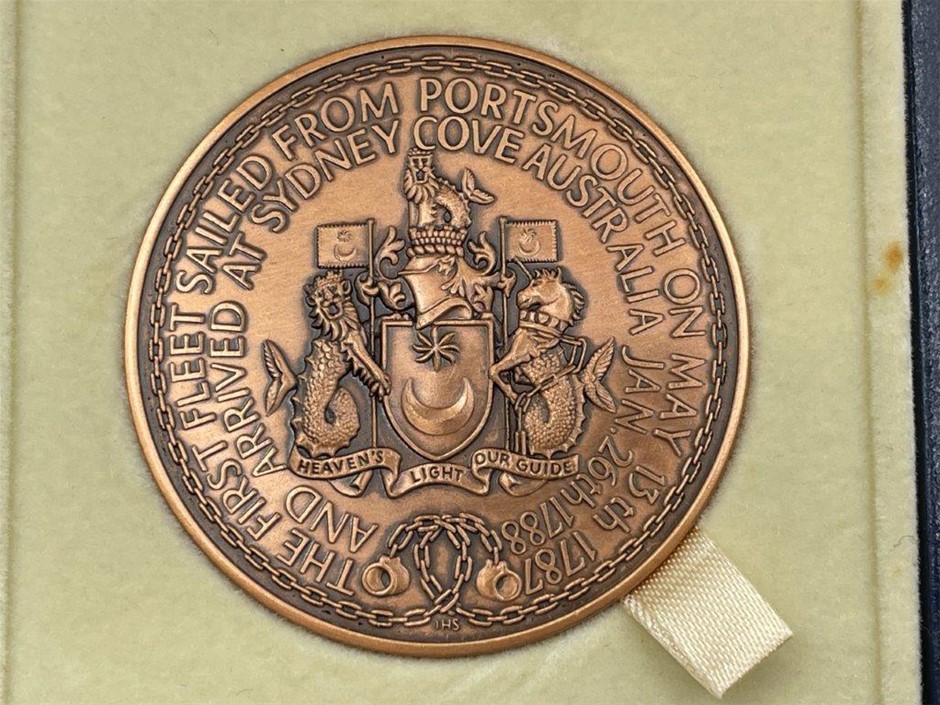 THE FIRST FLEET SAILED FROM PORTSMOUTH ON MAY 13th 1787
AND ARRIVED AT SYDNEY COVE AUSTRALIA JAN. 26th 1788
HEAVEN'S LIGHT OUR GUIDE
IHS